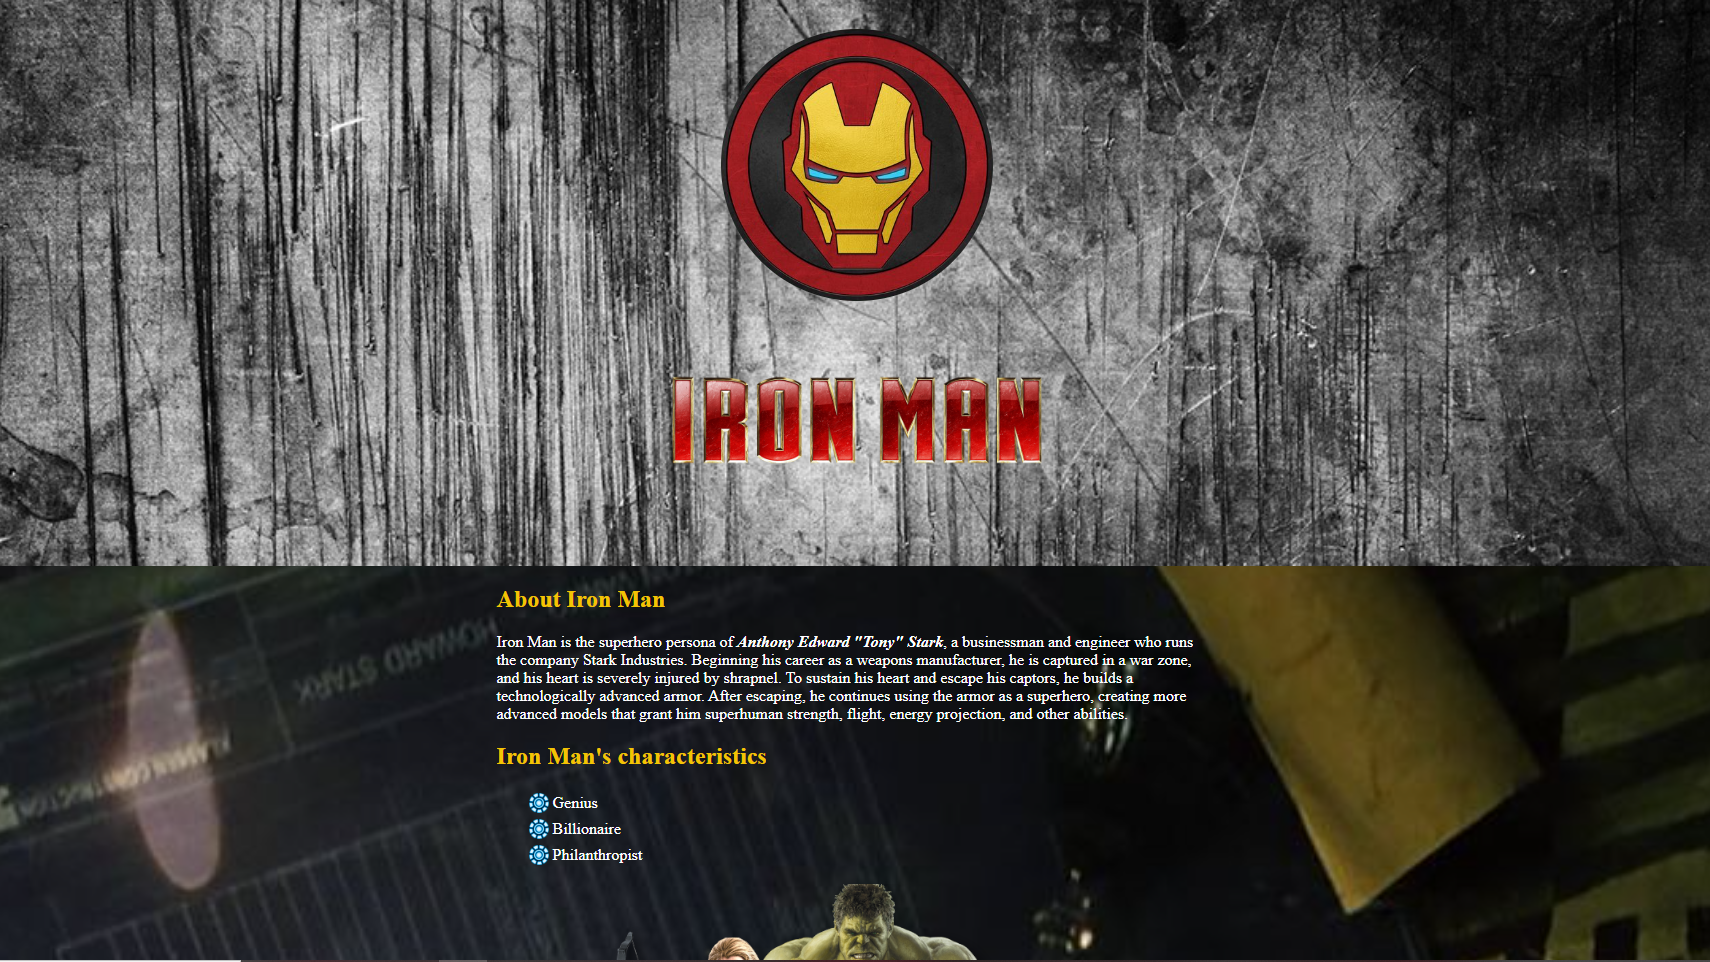 IRON MAN
About Iron Man
Iron Man is the superhero persona of Anthony Edward "Tony" Stark, a businessman and engineer who runs
the company Stark Industries. Beginning his career as a weapons manufacturer, he is captured in a war zone,
and his heart is severely injured by shrapnel. To sustain his heart and escape his captors, he builds a
technologically advanced armor. After escaping, he continues using the armor as a superhero, creating more
advanced models that grant him superhuman strength, flight, energy projection, and other abilities.
HOWARD STARK
Iron Man's characteristics
Genius
Billionaire
Philanthropist